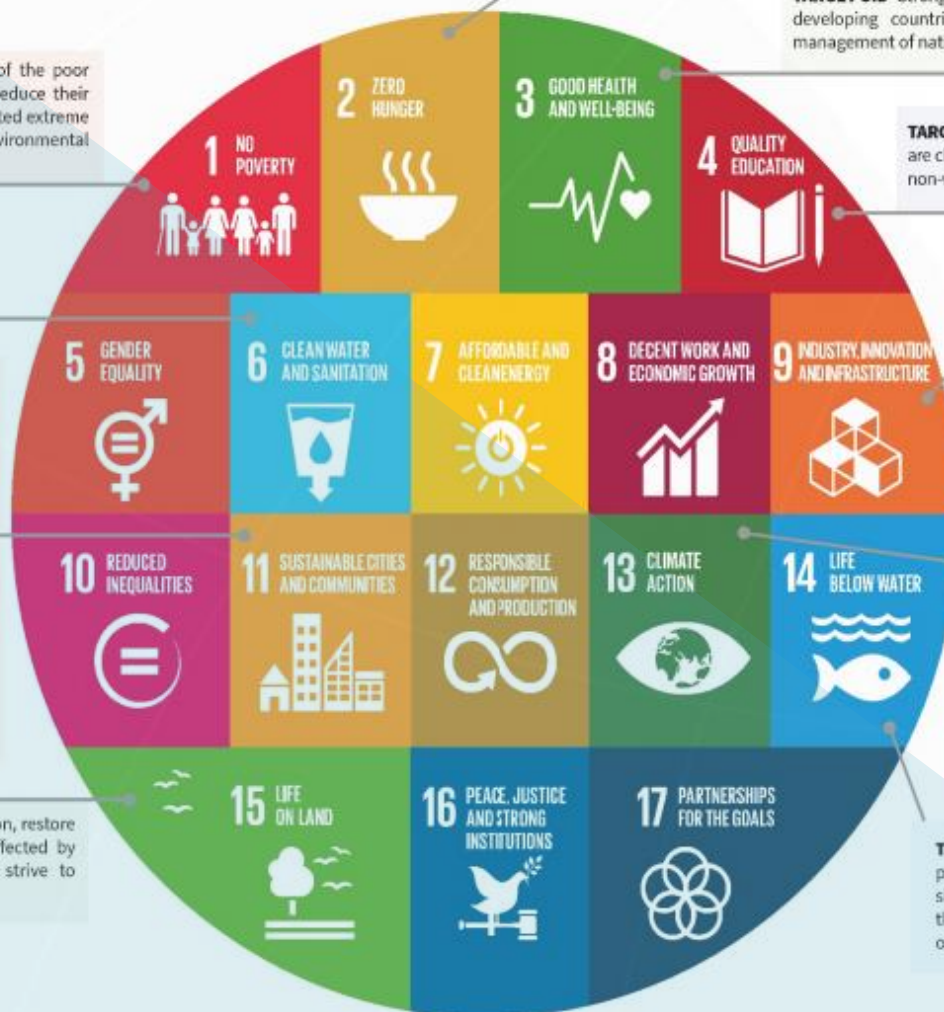 developing countri
management of nat
of the poor
educe their
ted extreme
vironmental
TARG
are c
non-
1 NO
POVERTY
2 ZERO
HUNGER
3 GOOD HEALTH
AND WELL-BEING
4 QUALITY
EDUCATION
5 GENDER
EQUALITY
6 CLEAN WATER
AND SANITATION
7 AFFORDABLE AND
CLEANENERGY
8 DECENT WORK AND
ECONOMIC GROWTH
9 INDUSTRY, INNOVATION
AND INFRASTRUCTURE
10 REDUCED
INEQUALITIES
11 SUSTAINABLE CITIES
AND COMMUNITIES
12 RESPONSIBLE
CONSUMPTION
AND PRODUCTION
13 CLIMATE
ACTION
14 LIFE
BELOW WATER
15 LIFE
ON LAND
16 PEACE, JUSTICE
AND STRONG
INSTITUTIONS
17 PARTNERSHIPS
FOR THE GOALS
on, restore
fected by
strive to
T
p
s
th
o